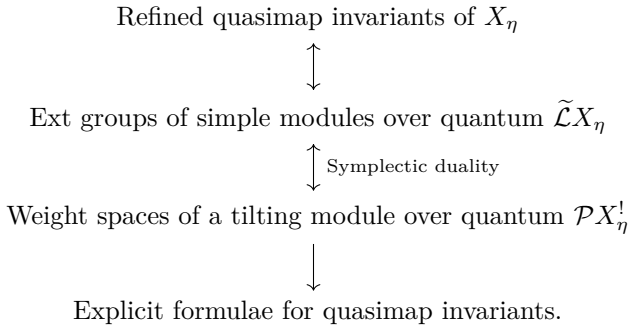 Refined quasimap invariants of $X_\eta$
Ext groups of simple modules over quantum $\widetilde{\mathcal{L}}X_\eta$
Symplectic duality
Weight spaces of a tilting module over quantum $\mathcal{P}X_\eta^!$
Explicit formulae for quasimap invariants.